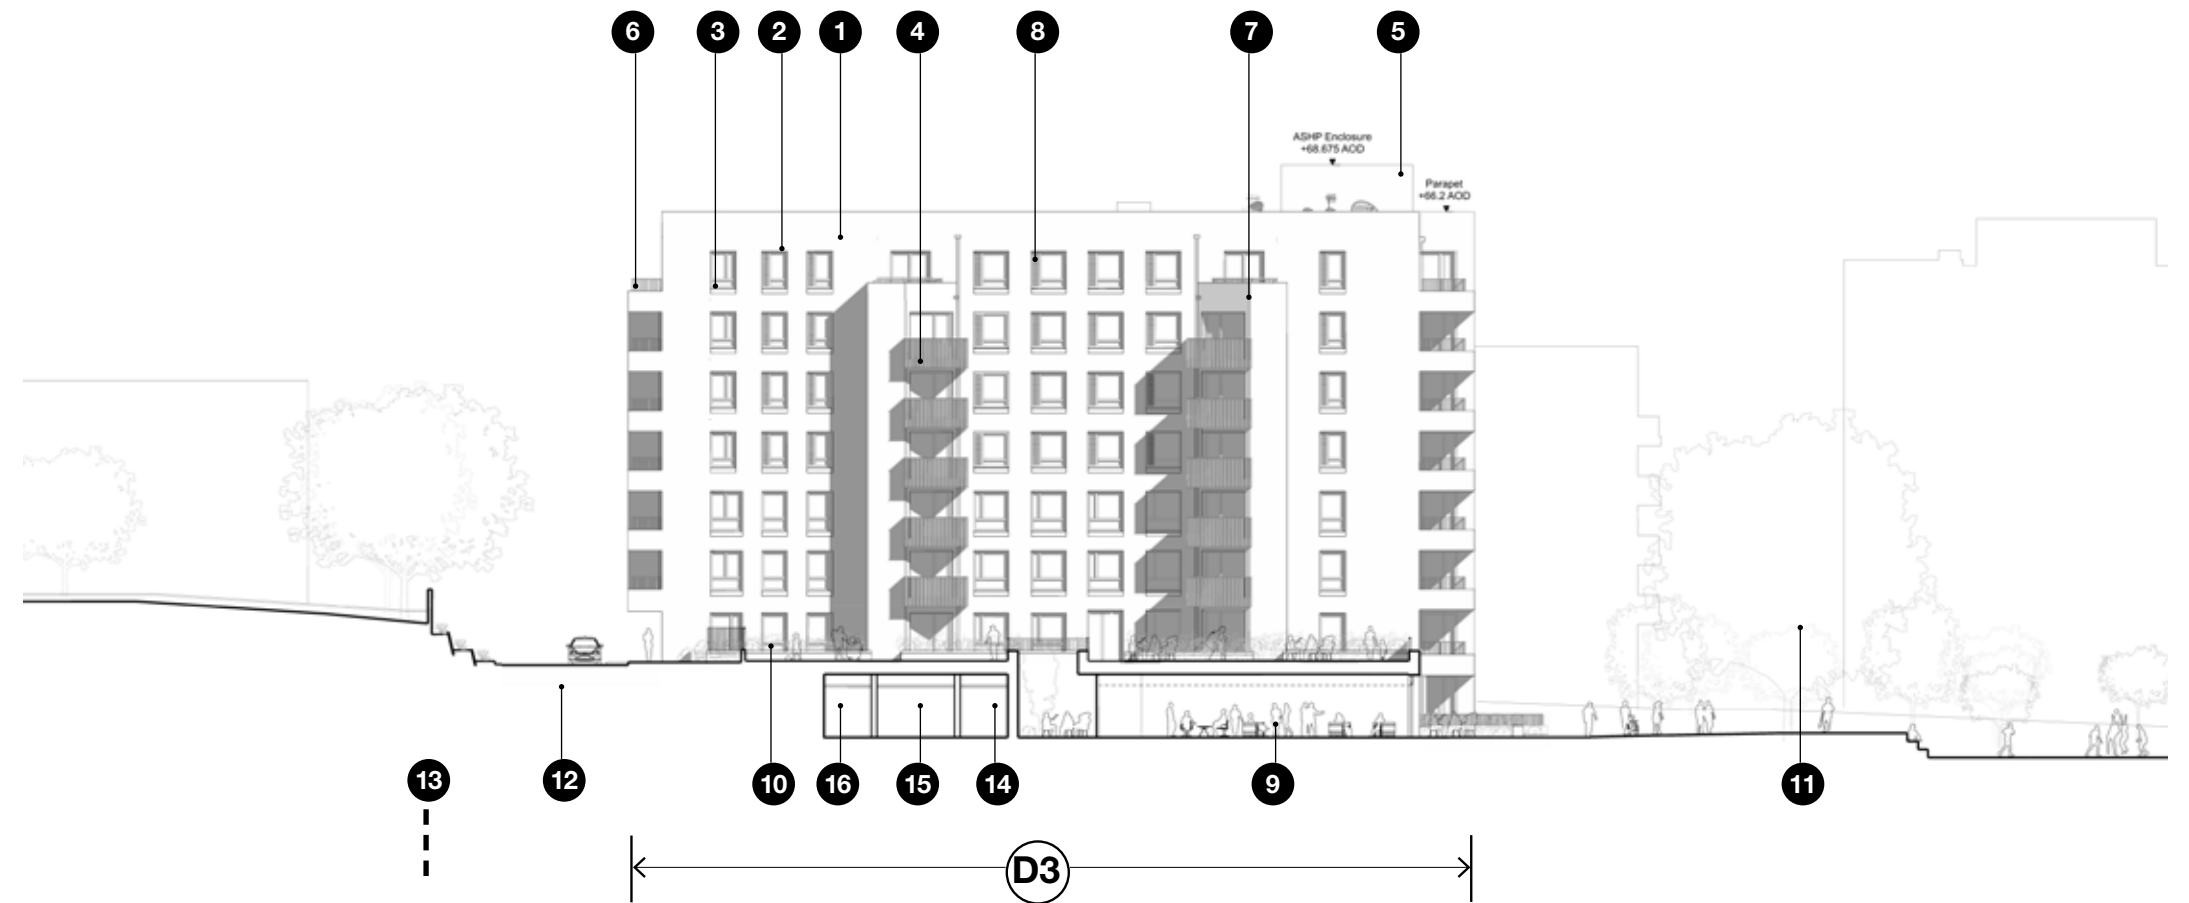 6 3 2 1 4 8 7 5
ASHP Enclosure
+68.675 AOD
Parapet
+66.2 AOD
13 12 10 16 15 14 9 11
D3